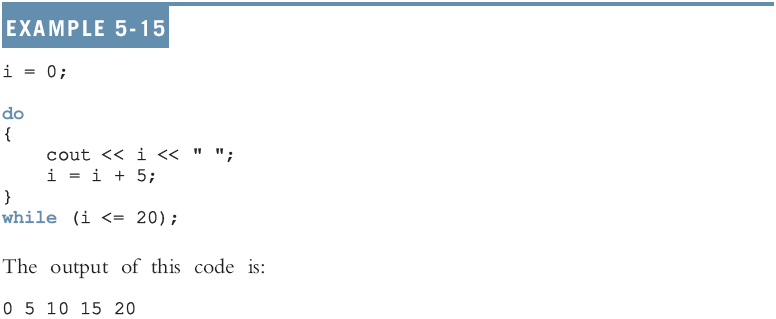 EXAMPLE 5-15
i = 0;
do
{
    cout << i << " ";
    i = i + 5;
}
while (i <= 20);
The output of this code is:
0 5 10 15 20